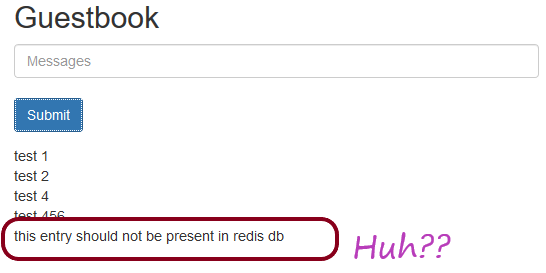 Guestbook
Messages
Submit
test 1
test 2
test 4
test 456
this entry should not be present in redis db
Huh??